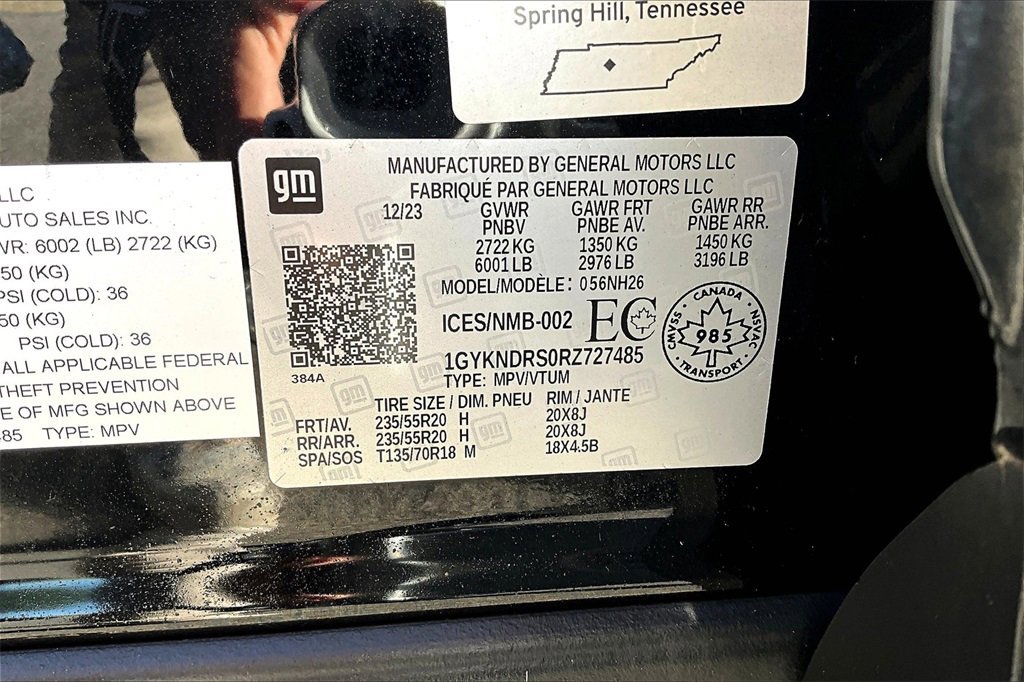 Spring Hill, Tennessee
LLC
UTO SALES INC.
WR: 6002 (LB) 2722 (KG)
50 (KG)
PSI (COLD): 36
50 (KG)
PSI (COLD): 36
ALL APPLICABLE FEDERAL
THEFT PREVENTION
E OF MFG SHOWN ABOVE
485 TYPE: MPV
gm
MANUFACTURED BY GENERAL MOTORS LLC
FABRIQUÉ PAR GENERAL MOTORS LLC
12/23 GVWR GAWR FRT GAWR RR
PNBV PNBE AV. PNBE ARR.
2722 KG 1350 KG 1450 KG
6001 LB 2976 LB 3196 LB
MODEL/MODÈLE: 056NH26
ICES/NMB-002 EC
CANADA
CMVSS 985 NSVAC
TRANSPORT
1GYKNDRS0RZ727485
384A
TYPE: MPV/VTUM
TIRE SIZE / DIM. PNEU RIM / JANTE
FRT/AV. 235/55R20 H 20X8J
RR/ARR. 235/55R20 H 20X8J
SPA/SOS T135/70R18 M 18X4.5B